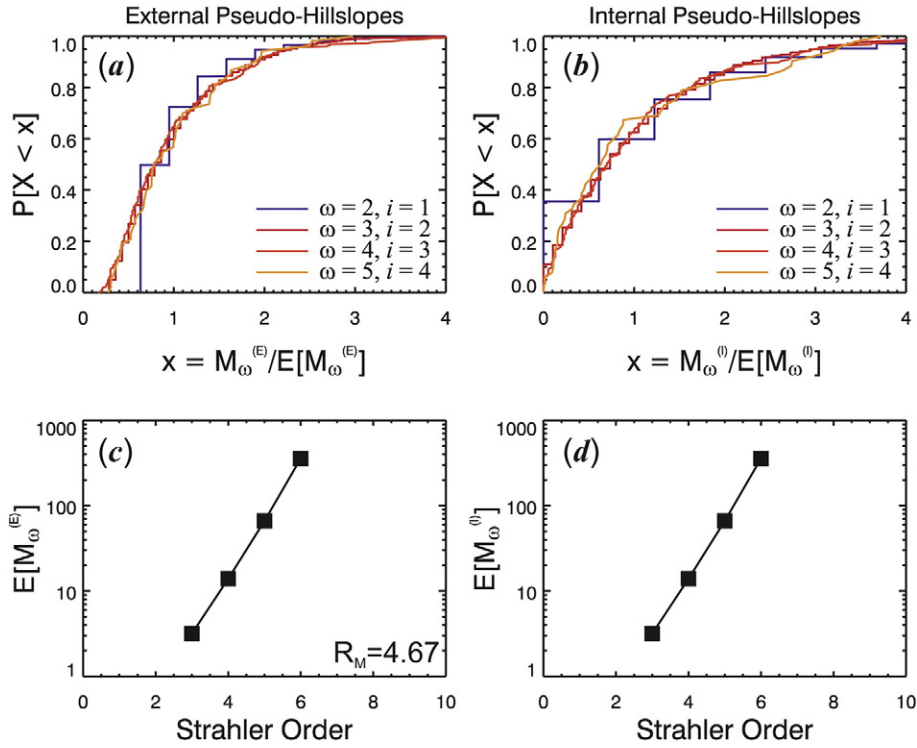 External Pseudo-Hillslopes
Internal Pseudo-Hillslopes
(a)
1.0
0.8
0.6
0.4
0.2
0.0
P[X < x]
ω = 2, i = 1
ω = 3, i = 2
ω = 4, i = 3
ω = 5, i = 4
0 1 2 3 4
x = M_ω^(E)/E[M_ω^(E)]
(b)
1.0
0.8
0.6
0.4
0.2
0.0
P[X < x]
ω = 2, i = 1
ω = 3, i = 2
ω = 4, i = 3
ω = 5, i = 4
0 1 2 3 4
x = M_ω^(I)/E[M_ω^(I)]
(c)
1000
100
10
1
E[M_ω^(E)]
R_M=4.67
0 2 4 6 8 10
Strahler Order
(d)
1000
100
10
1
E[M_ω^(I)]
0 2 4 6 8 10
Strahler Order